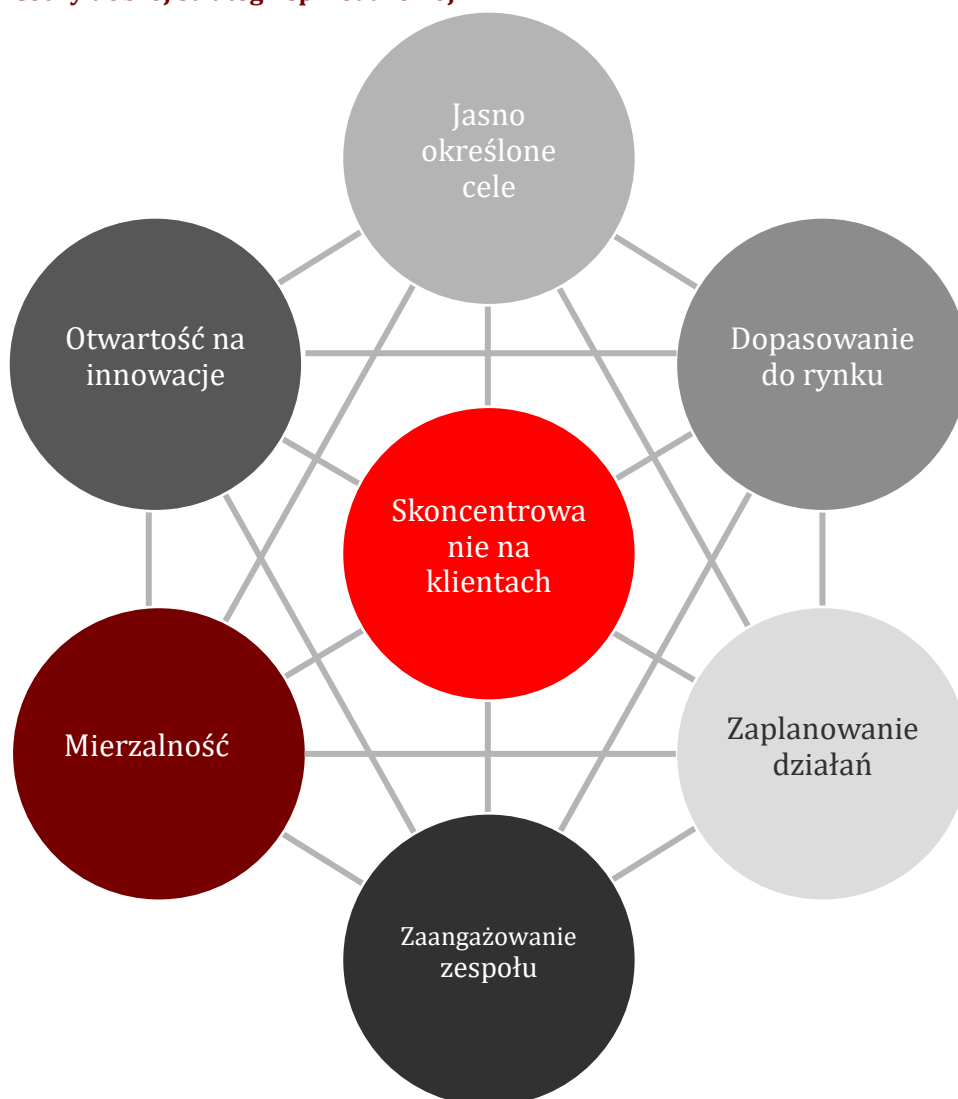 Jasno
określone
cele
Otwartość na
innowacje
Dopasowanie
do rynku
Skoncentrowa
nie na
klientach
Mierzalność
Zaplanowanie
działań
Zaangażowanie
zespołu